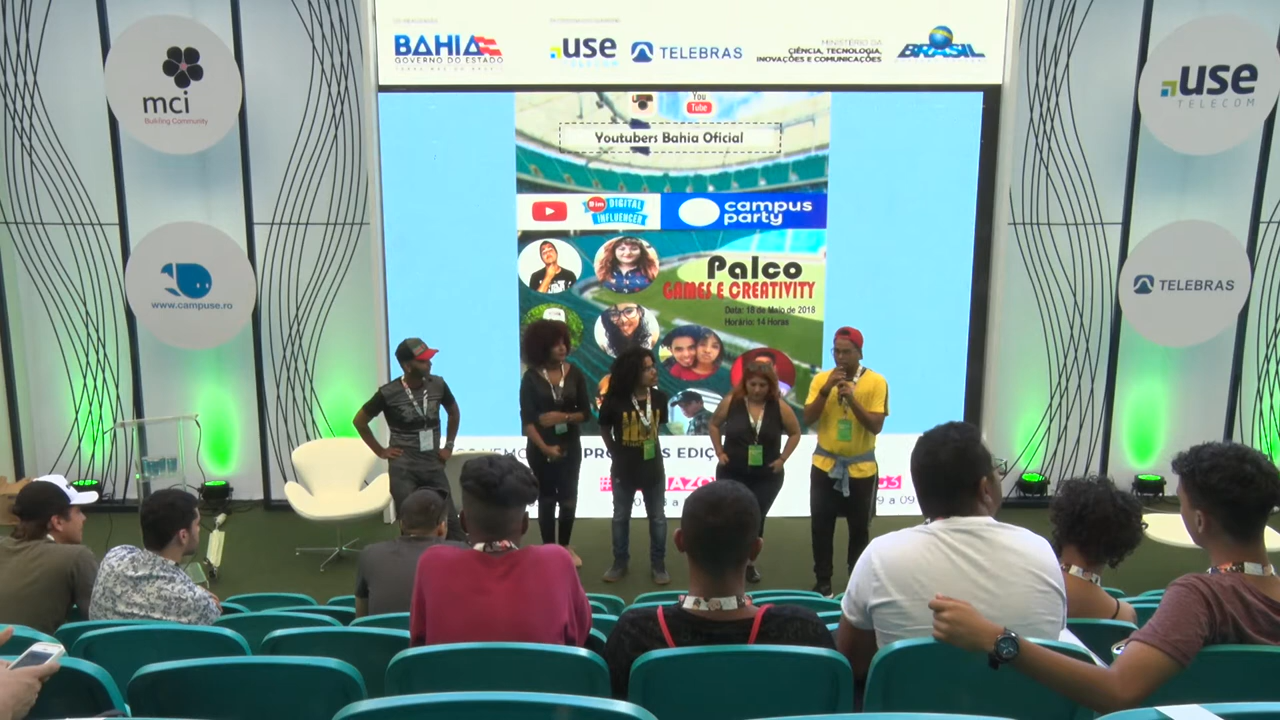 BAHIA
GOVERNO DO ESTADO
USE
TELECOM
TELEBRAS
MINISTÉRIO DA
CIÊNCIA, TECNOLOGIA,
INOVAÇÕES E COMUNICAÇÕES
BRASIL
mci
Building Community
USE
TELECOM
You
Tube
Youtubers Bahia Oficial
DIGITAL
INFLUENCER
campus
party
www.campuse.ro
TELEBRAS
Palco
GAMES E CREATIVITY
Data: 18 de Maio de 2018
Horário: 14 Horas